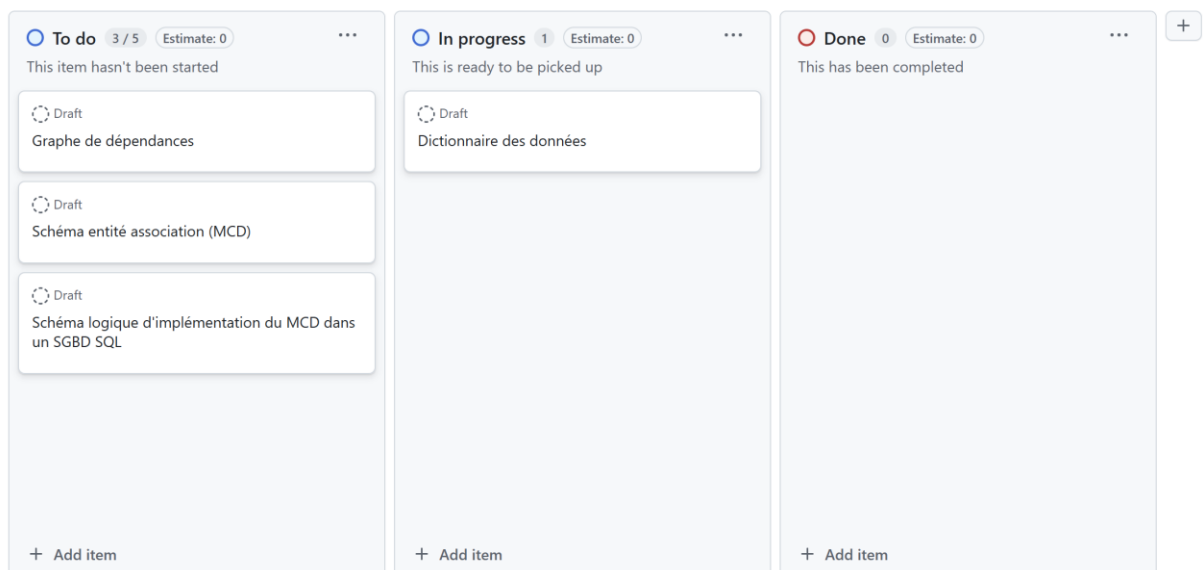 To do 3 / 5 Estimate: 0 ...
This item hasn't been started
Draft
Graphe de dépendances
Draft
Schéma entité association (MCD)
Draft
Schéma logique d'implémentation du MCD dans
un SGBD SQL
+ Add item
In progress 1 Estimate: 0 ...
This is ready to be picked up
Draft
Dictionnaire des données
+ Add item
Done 0 Estimate: 0 ...
This has been completed
+ Add item
+